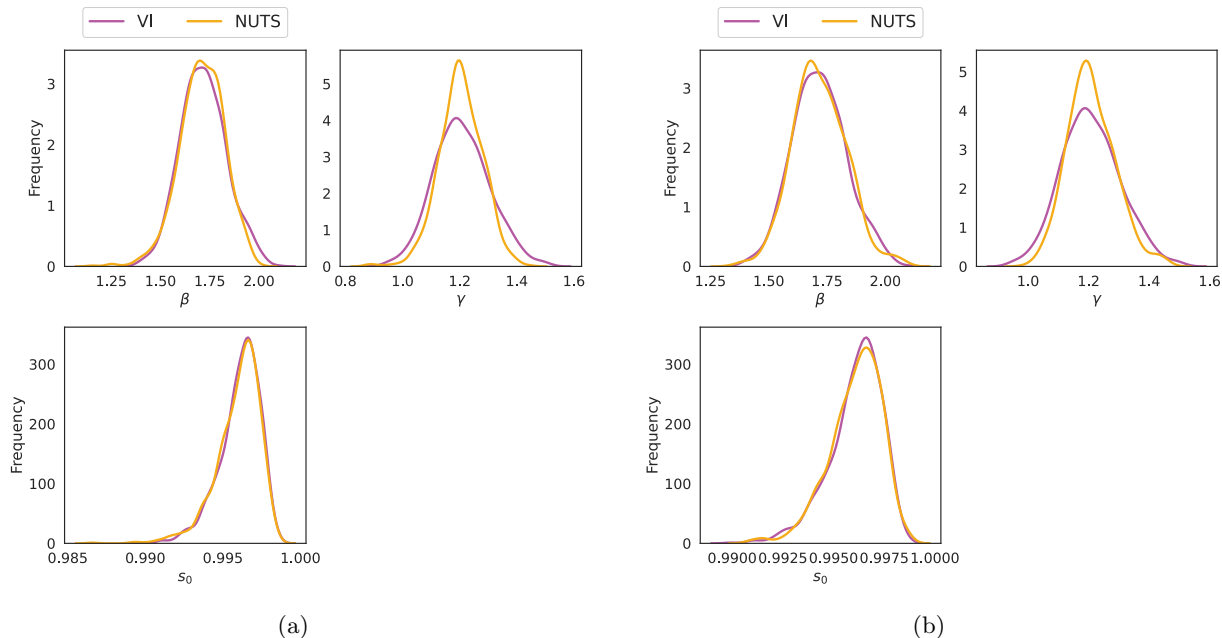 VI NUTS
Frequency
3
2
1
0
1.25 1.50 1.75 2.00
β
5
4
3
2
1
0
0.8 1.0 1.2 1.4 1.6
γ
Frequency
300
200
100
0
0.985 0.990 0.995 1.000
s₀
(a)
VI NUTS
Frequency
3
2
1
0
1.25 1.50 1.75 2.00
β
5
4
3
2
1
0
1.0 1.2 1.4 1.6
γ
Frequency
300
200
100
0
0.9900 0.9925 0.9950 0.9975 1.0000
s₀
(b)